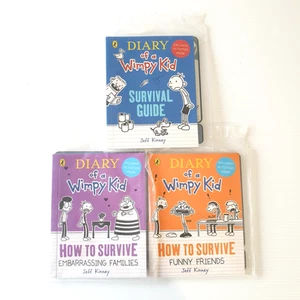 DIARY
of a
Wimpy Kid
SURVIVAL
GUIDE
Jeff Kinney
DIARY
of a
Wimpy Kid
HOW TO SURVIVE
EMBARRASSING FAMILIES
Jeff Kinney
DIARY
of a
Wimpy Kid
HOW TO SURVIVE
FUNNY FRIENDS
Jeff Kinney